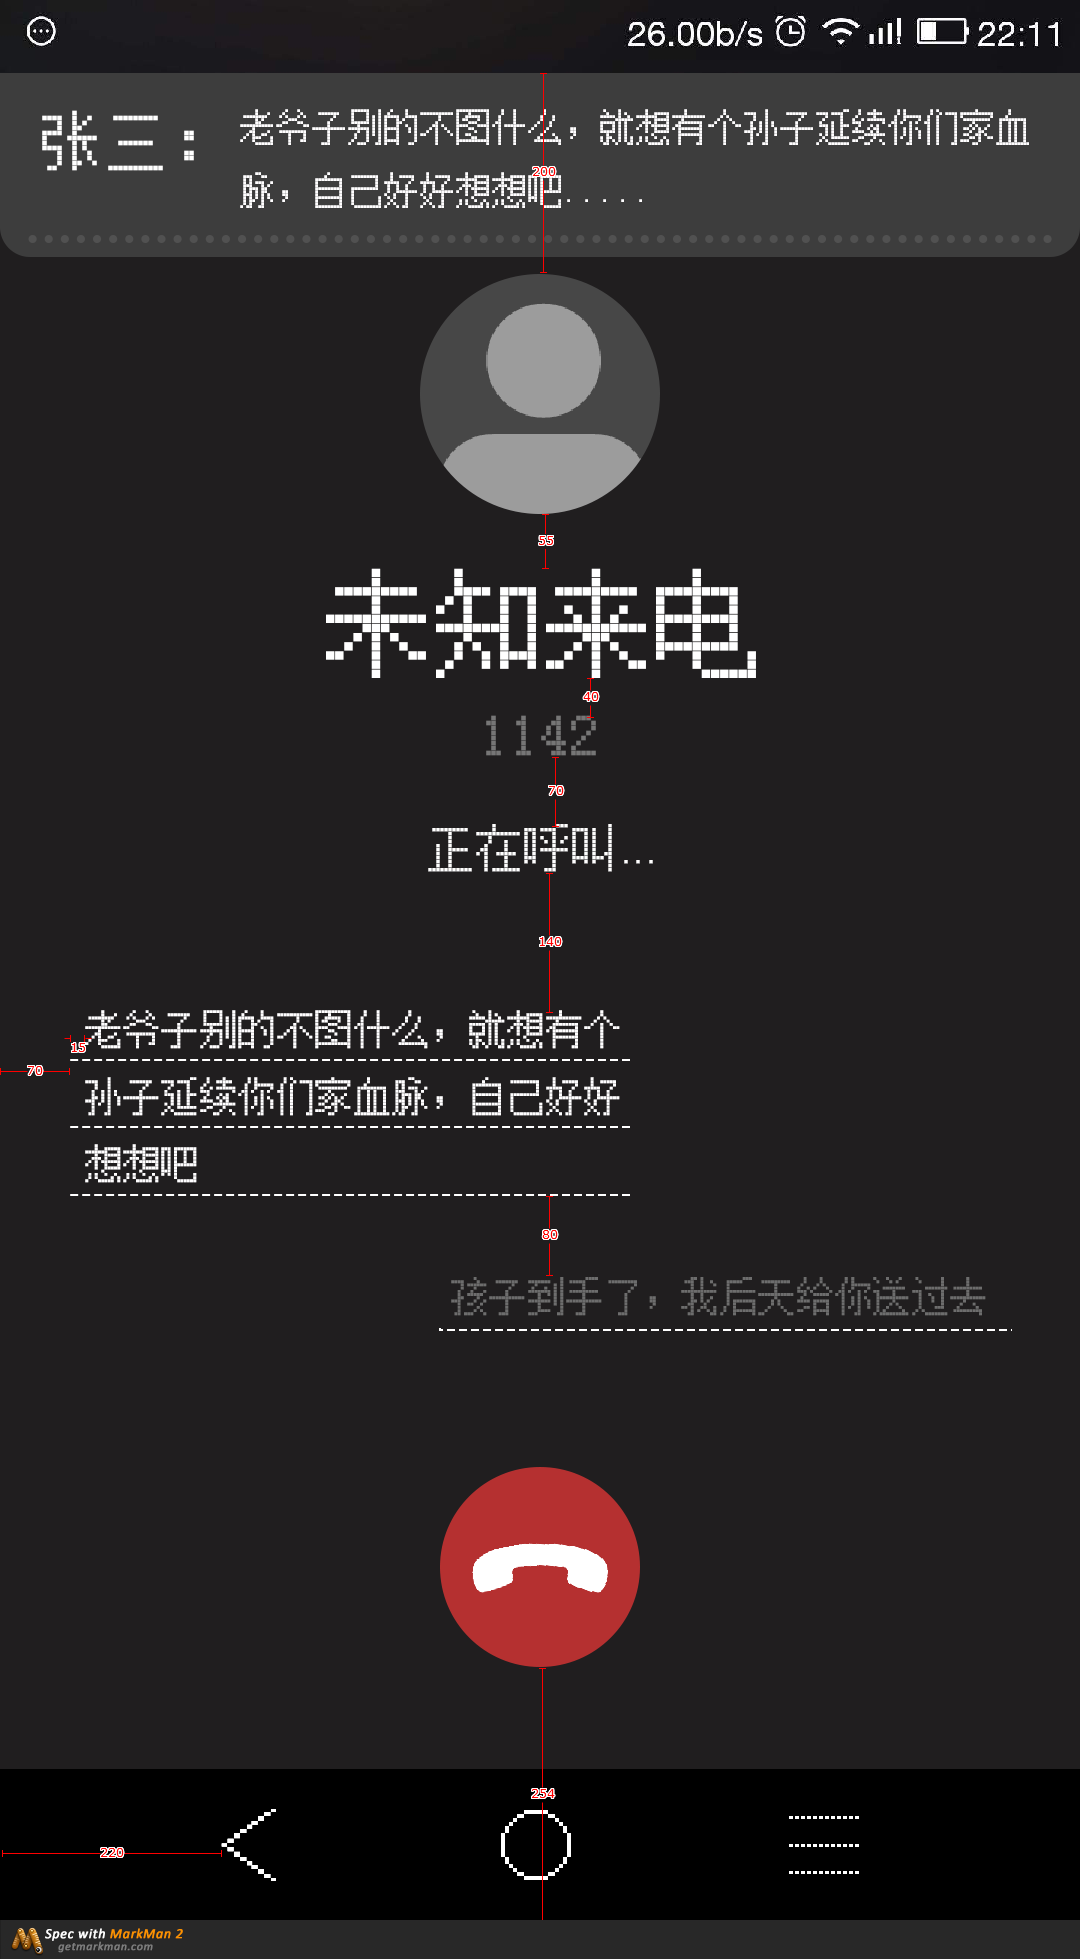 26.00b/s 22:11
张三： 老爷子别的不图什么，就想有个孙子延续你们家血
脉，自己好好想想吧.....
200
55
未知来电
40
1142
70
正在呼叫...
140
老爷子别的不图什么，就想有个
15
70
孙子延续你们家血脉，自己好好
想想吧
80
孩子到手了，我后天给你送过去
254
220
Spec with MarkMan 2
getmarkman.com